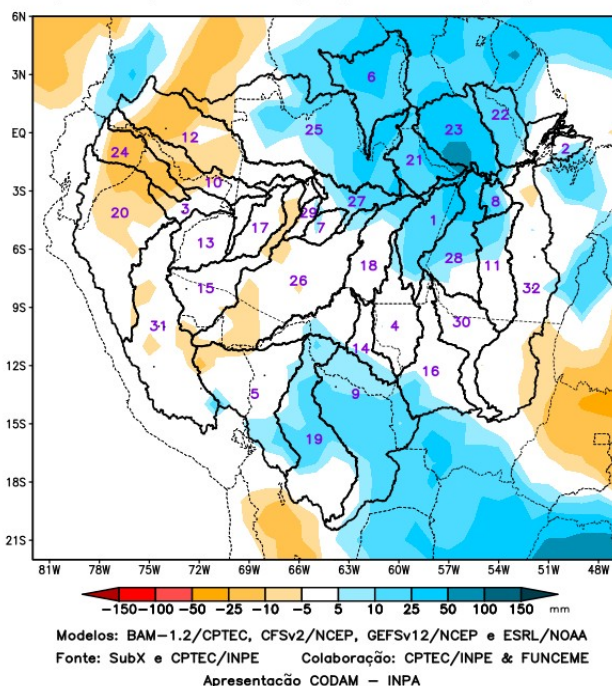 6N
3N
EQ
3S
6S
9S
12S
15S
18S
21S
6
22
25
23
12
2
24
21
10
27
8
20
3
29
7
1
13
17
28
11
18
15
26
32
31
4
30
14
16
5
9
19
81W 78W 75W 72W 69W 66W 63W 60W 57W 54W 51W 48W
-150 -100 -50 -25 -10 -5 5 10 25 50 100 150 mm
Modelos: BAM-1.2/CPTEC, CFSv2/NCEP, GEFSv12/NCEP e ESRL/NOAA
Fonte: SubX e CPTEC/INPE Colaboração: CPTEC/INPE & FUNCEME
Apresentação CODAM - INPA